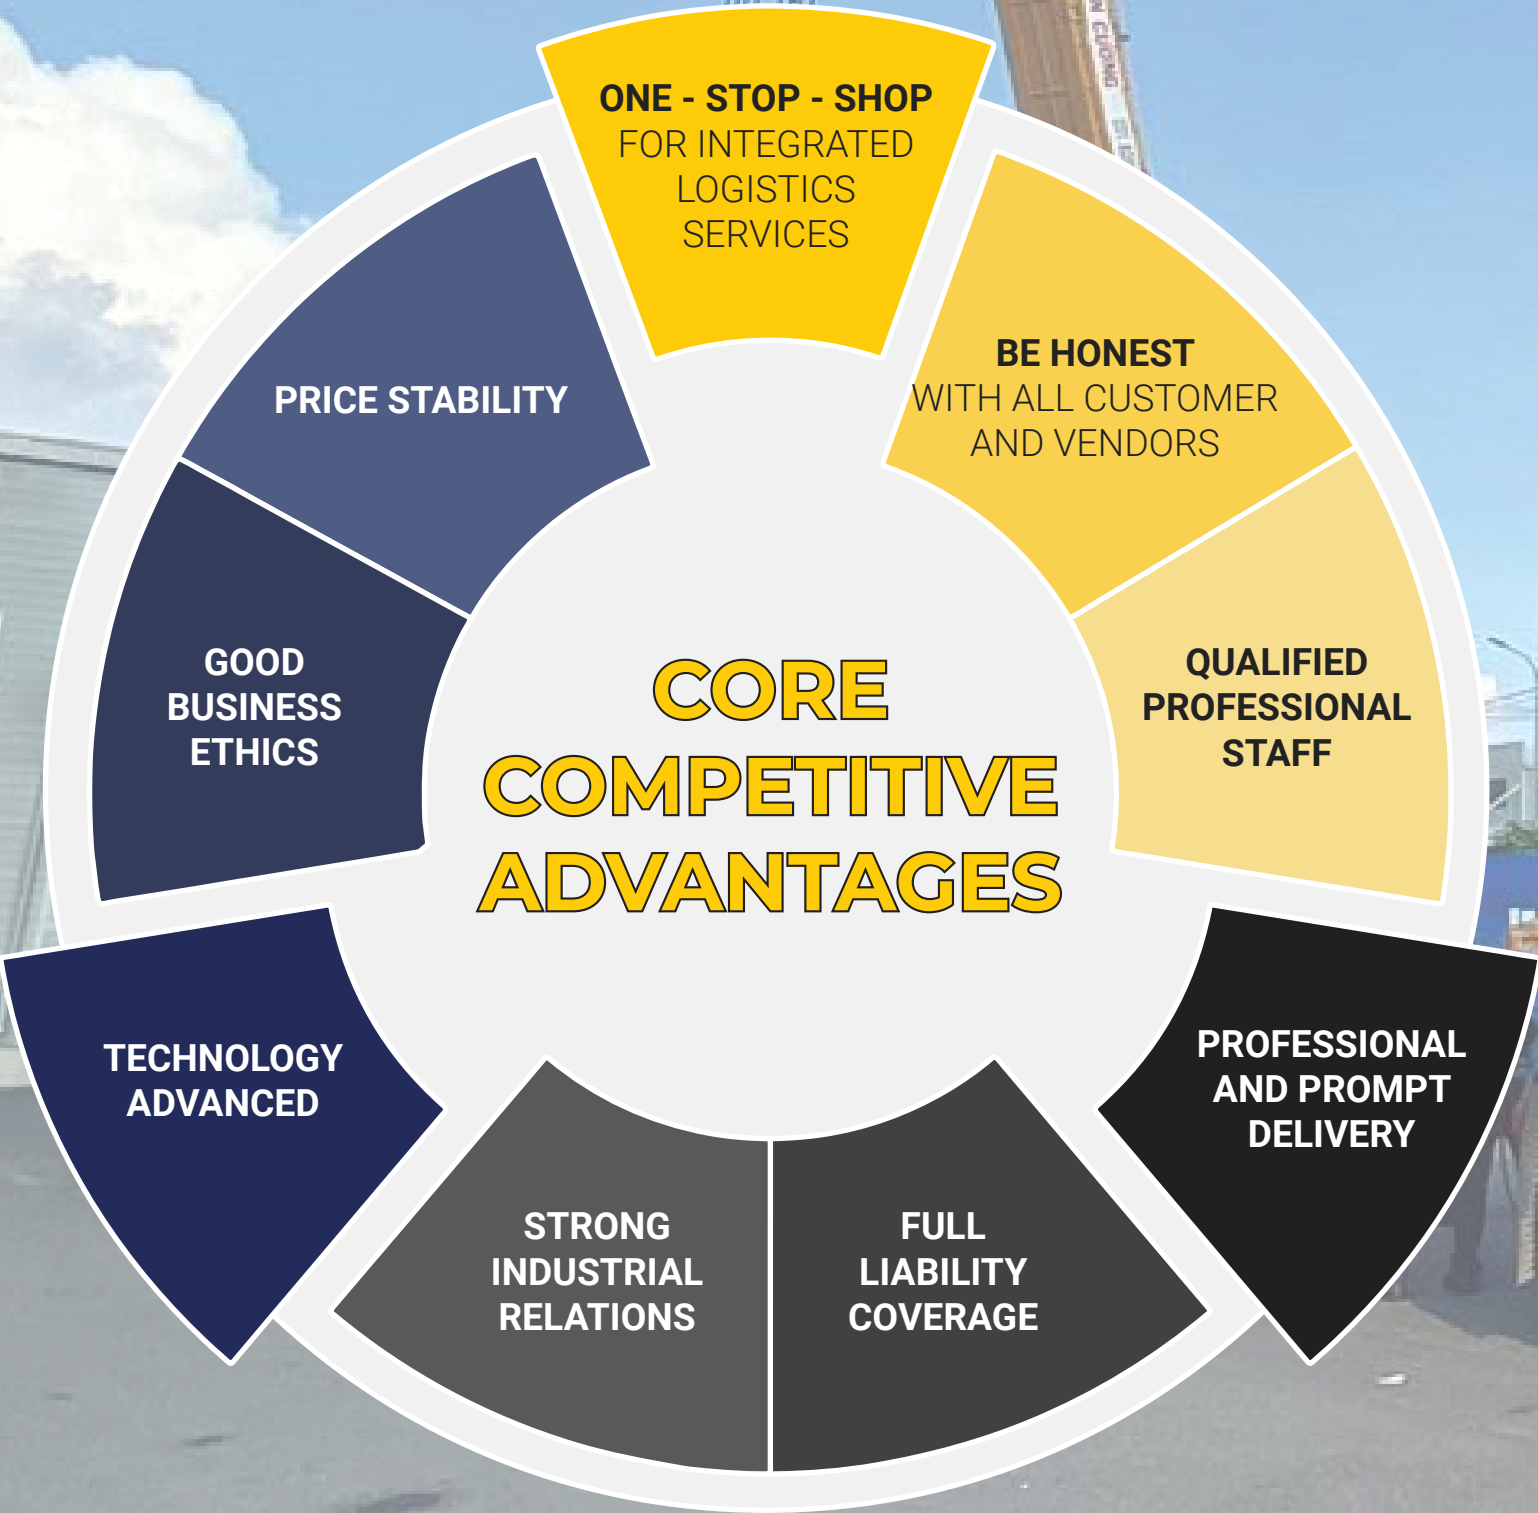 ONE - STOP - SHOP
FOR INTEGRATED
LOGISTICS
SERVICES
BE HONEST
WITH ALL CUSTOMER
AND VENDORS
QUALIFIED
PROFESSIONAL
STAFF
PROFESSIONAL
AND PROMPT
DELIVERY
FULL
LIABILITY
COVERAGE
STRONG
INDUSTRIAL
RELATIONS
TECHNOLOGY
ADVANCED
GOOD
BUSINESS
ETHICS
PRICE STABILITY
CORE
COMPETITIVE
ADVANTAGES